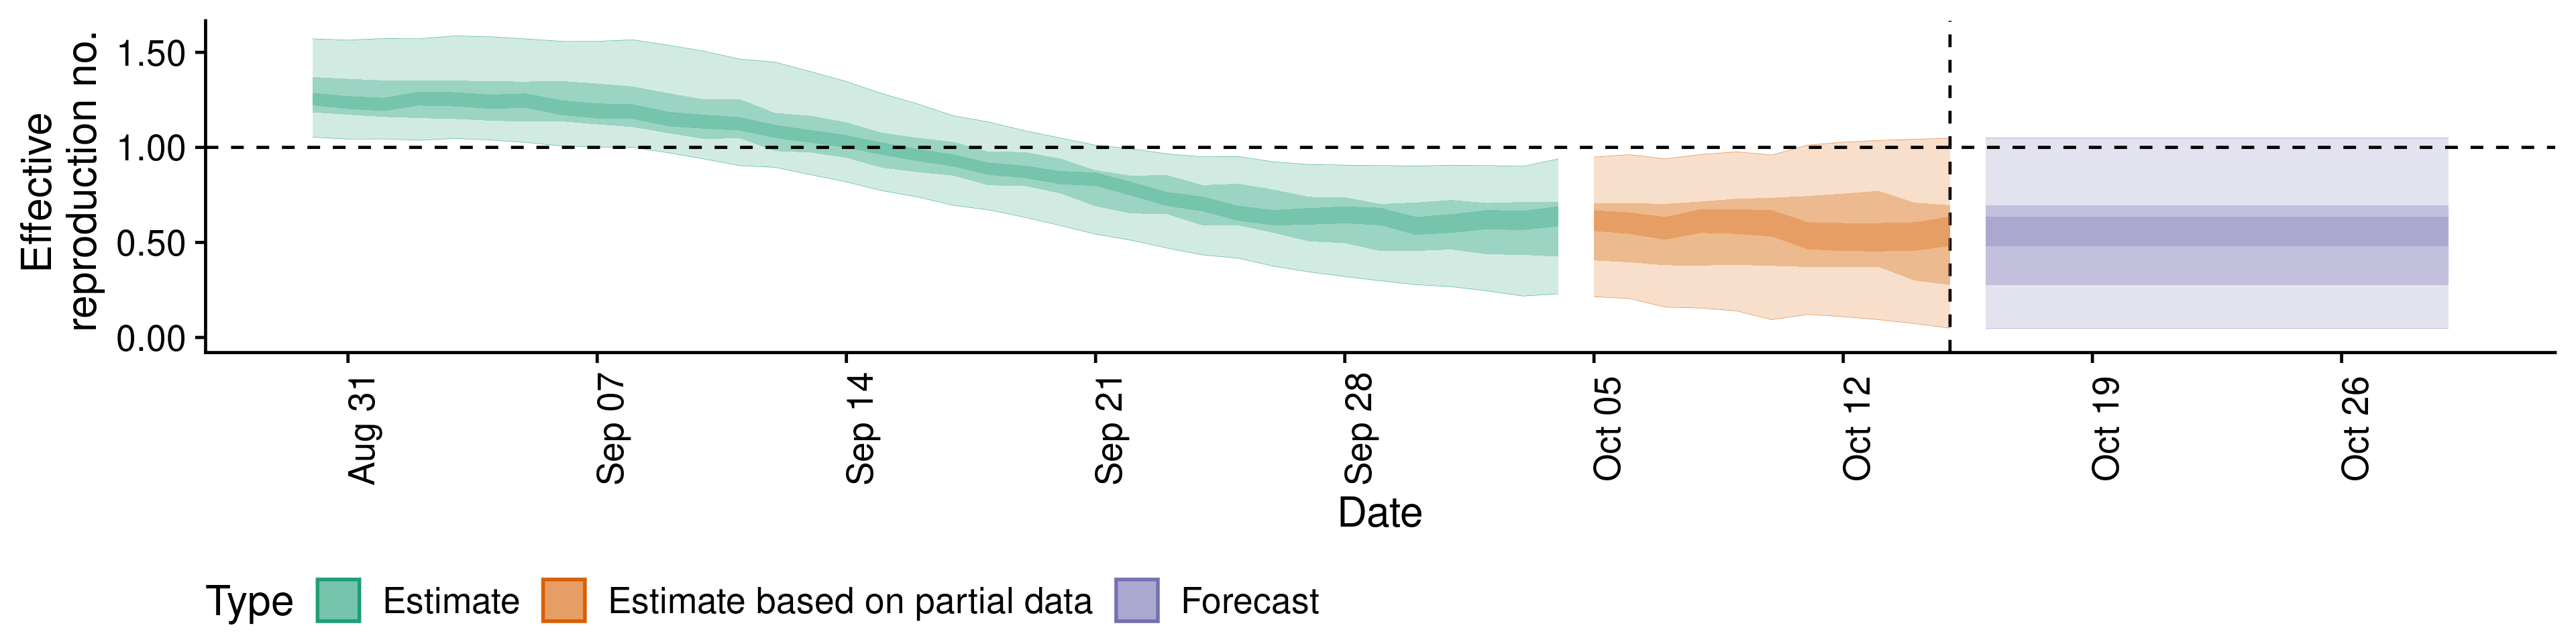 Effective
reproduction no.
1.50
1.00
0.50
0.00
Aug 31
Sep 07
Sep 14
Sep 21
Sep 28
Oct 05
Oct 12
Oct 19
Oct 26
Date
Type Estimate Estimate based on partial data Forecast